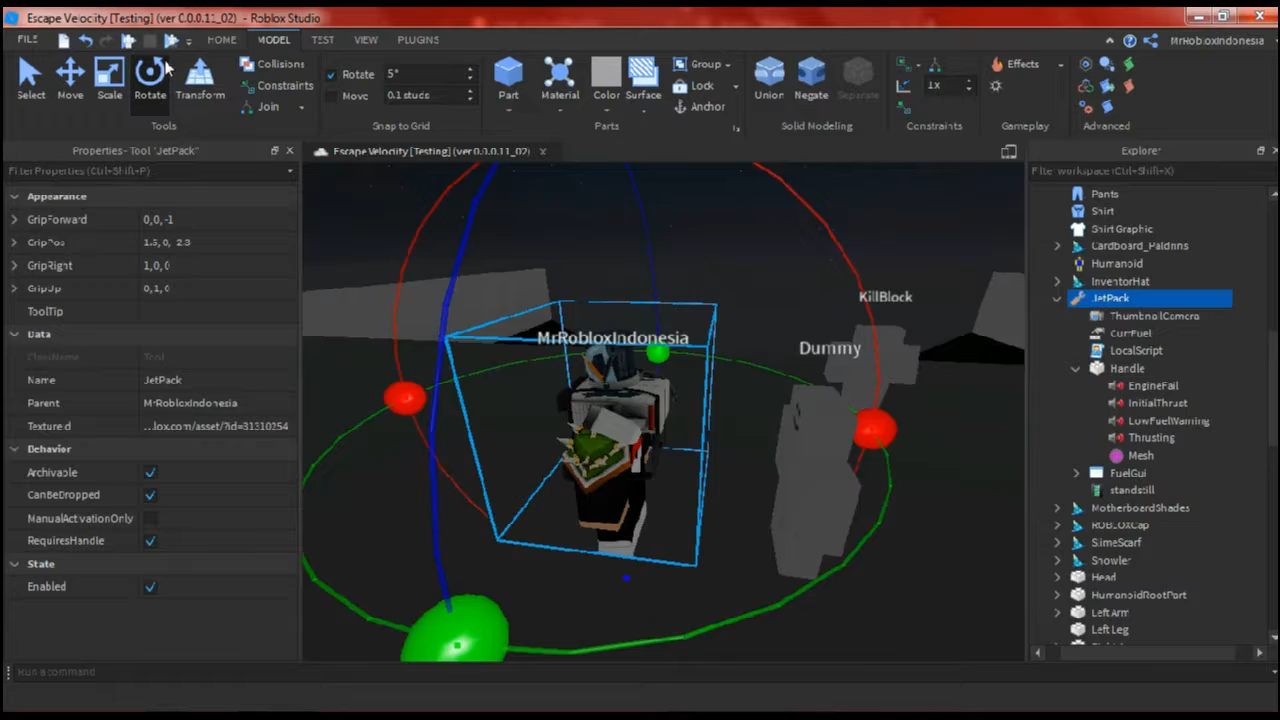 Escape Velocity [Testing] (ver 0.0.0.11_02) - Roblox Studio
FILE
HOME
MODEL
TEST
VIEW
PLUGINS
MrRobloxIndonesia
Select
Move
Scale
Rotate
Transform
Collisions
Constraints
Join
Tools
Rotate
5°
Move
0.1 studs
Snap to Grid
Part
Material
Color
Surface
Group
Lock
Anchor
Parts
Union
Negate
Separate
Solid Modeling
1x
Constraints
Effects
Gameplay
Advanced
Properties - Tool "JetPack"
Filter Properties (Ctrl+Shift+P)
Appearance
GripForward
0, 0, -1
GripPos
GripRight
1, 0, 0
GripUp
0, 1, 0
ToolTip
Data
ClassName
Tool
Name
JetPack
Parent
MrRobloxIndonesia
TextureId
...lox.com/asset/?id=31310254
Behavior
Archivable
CanBeDropped
ManualActivationOnly
RequiresHandle
State
Enabled
Escape Velocity [Testing] (ver 0.0.0.11_02)
MrRobloxIndonesia
Dummy
KillBlock
Explorer
Filter workspace (Ctrl+Shift+X)
Pants
Shirt
Shirt Graphic
Humanoid
InventorHat
JetPack
ThumbnailCamera
CurrFuel
LocalScript
Handle
EngineFail
InitialThrust
LowFuelWarning
Thrusting
Mesh
FuelGui
standstill
MotherboardShades
ROBLOXCap
SlimeScarf
Snowler
Head
HumanoidRootPart
Left Arm
Left Leg
Run a command